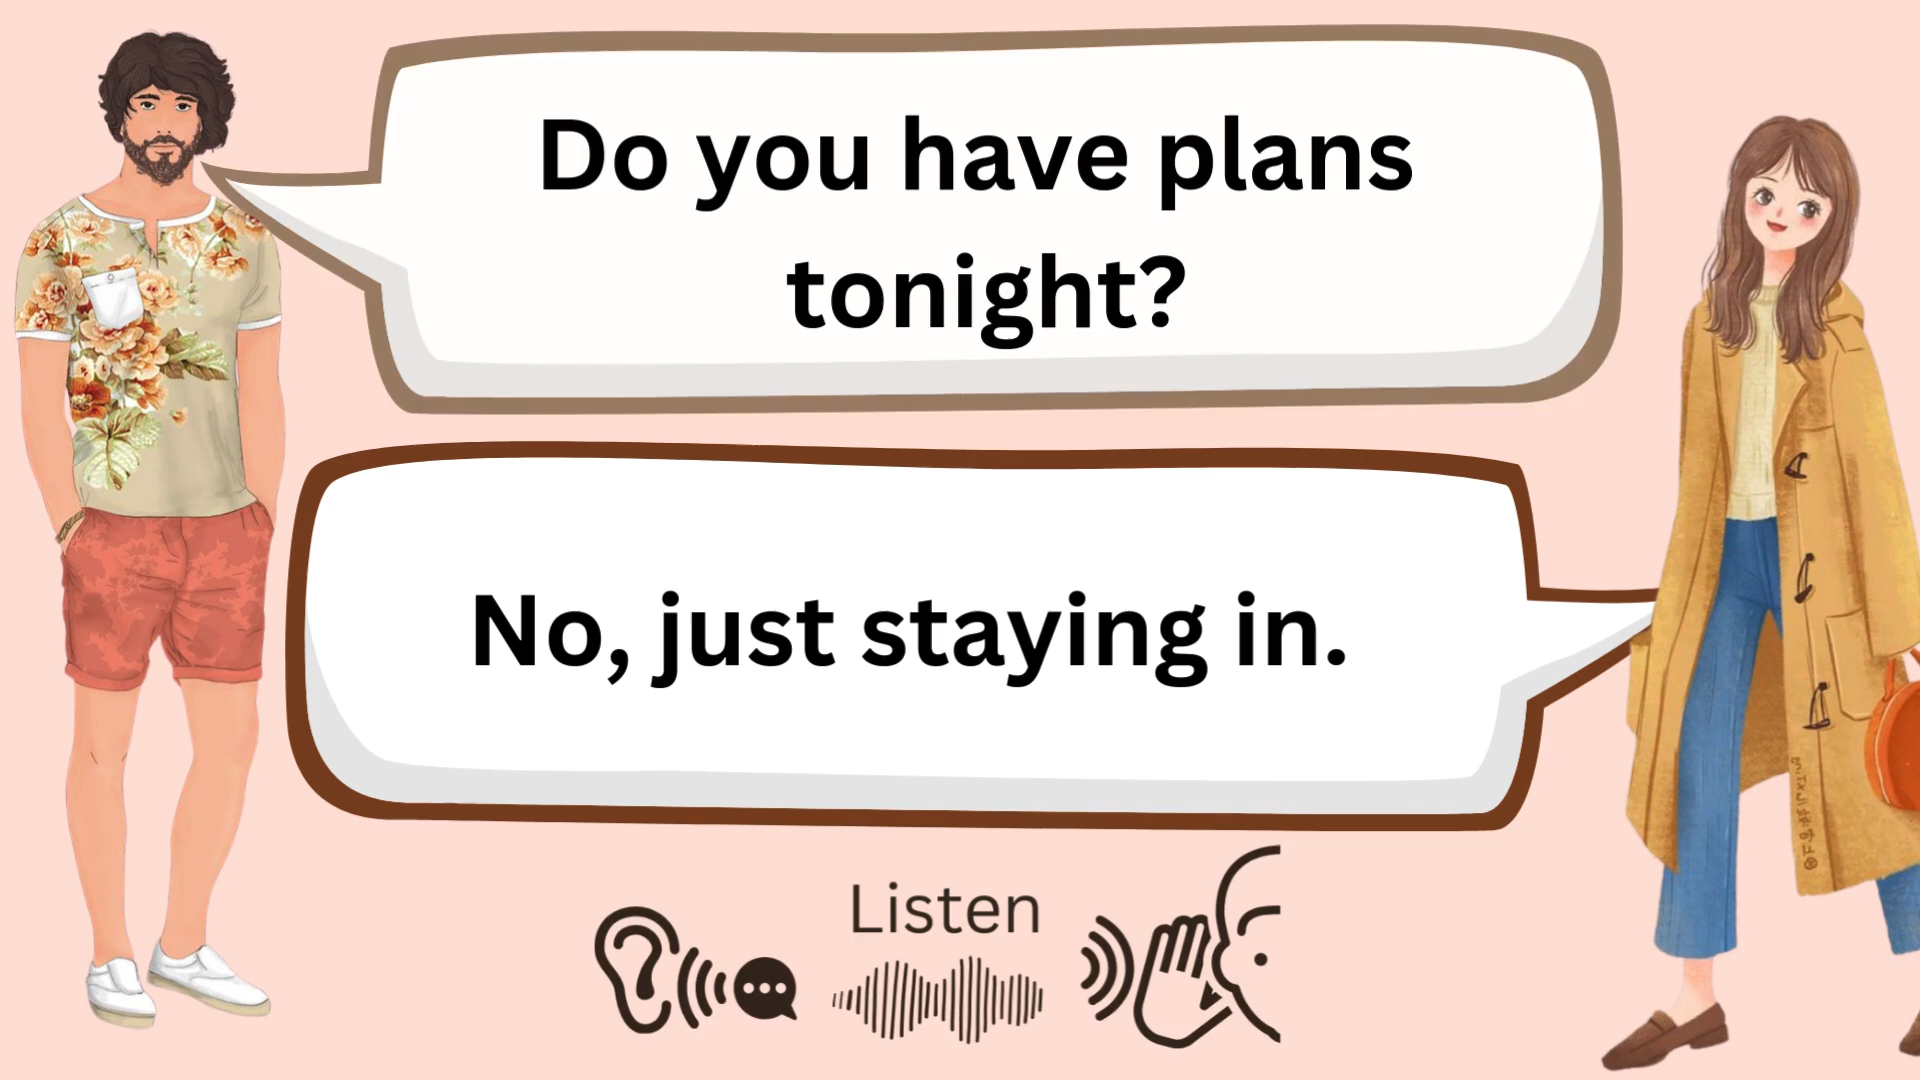 Do you have plans
tonight?
No, just staying in.
Listen